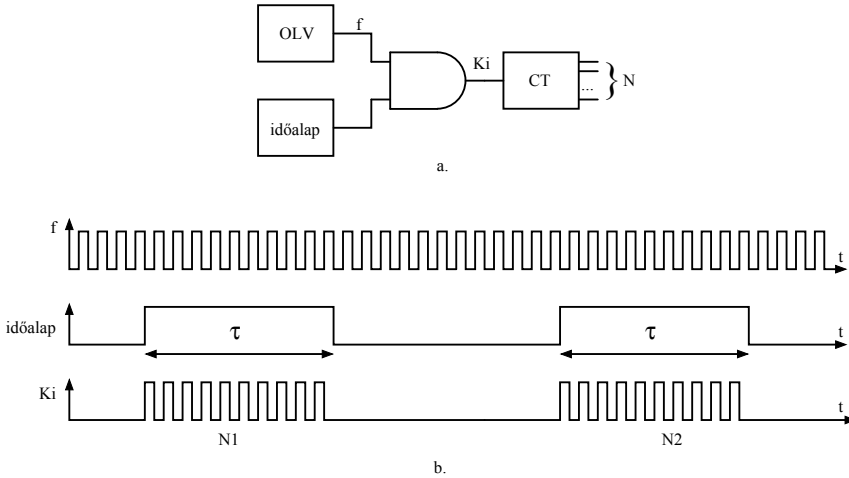 OLV
f
időalap
Ki
CT
...
N
a.
f
t
időalap
τ
τ
t
Ki
t
N1
N2
b.